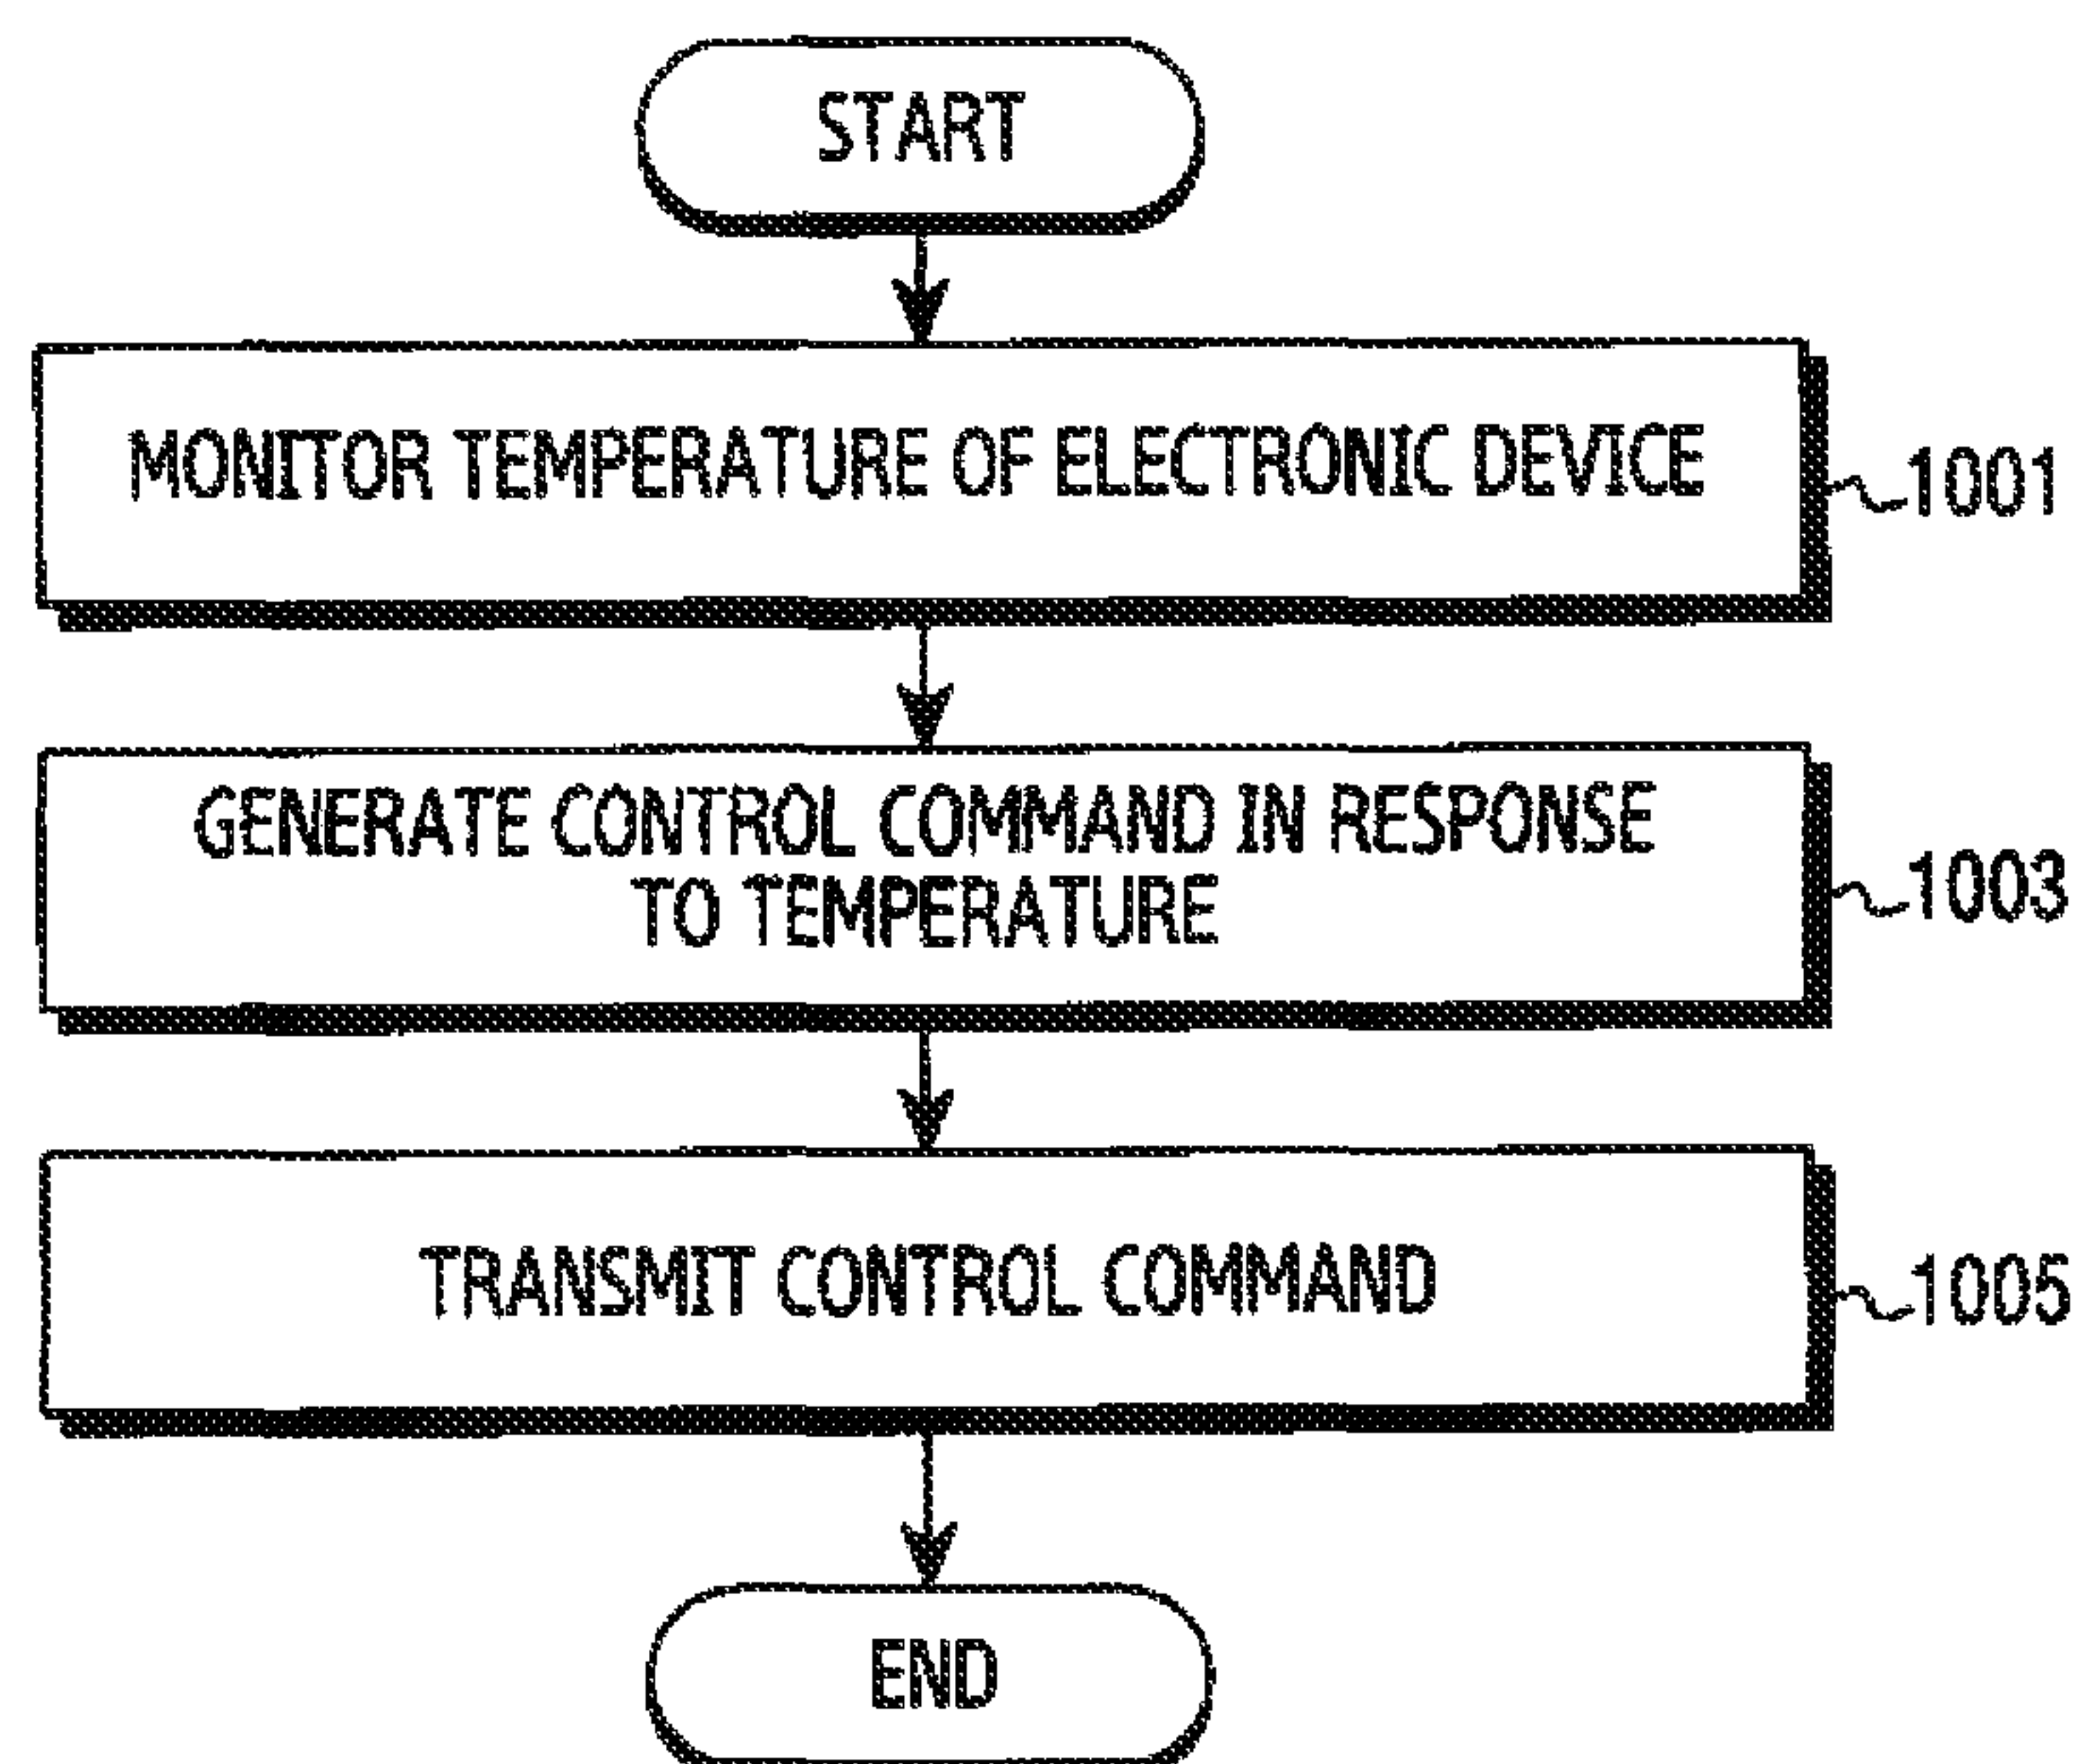 START
MONITOR TEMPERATURE OF ELECTRONIC DEVICE
1001
GENERATE CONTROL COMMAND IN RESPONSE
TO TEMPERATURE
1003
TRANSMIT CONTROL COMMAND
1005
END